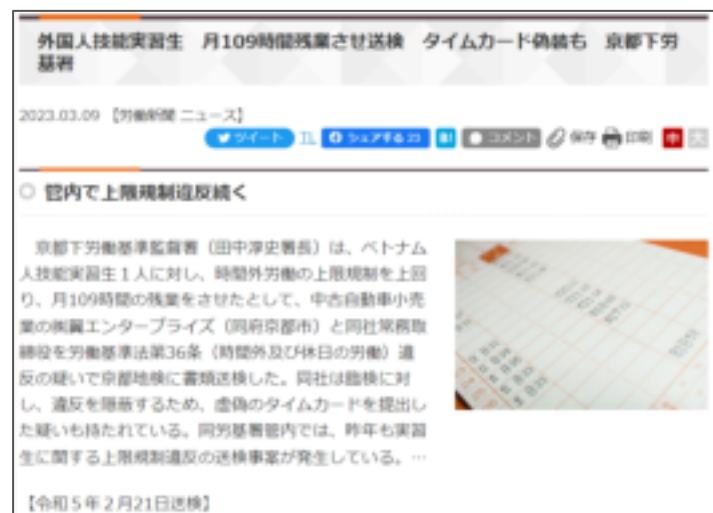 外国人技能実習生　月109時間残業させ送検　タイムカード偽装も　京都下労
基署
2023.03.09 【労働新聞 ニュース】
ツイート シェアする 23 B! コメント 保存 印刷 中 大
管内で上限規制違反続く
京都下労働基準監督署（田中淳史署長）は、ベトナム
人技能実習生１人に対し、時間外労働の上限規制を上回
り、月109時間の残業をさせたとして、中古自動車小売
業の㈱翼エンタープライズ（同府京都市）と同社常務取
締役を労働基準法第36条（時間外及び休日の労働）違
反の疑いで京都地検に書類送検した。同社は臨検に対
し、違反を隠蔽するため、虚偽のタイムカードを提出し
た疑いも持たれている。同労基署管内では、昨年も実習
生に関する上限規制違反の送検事案が発生している。…
【令和５年２月21日送検】